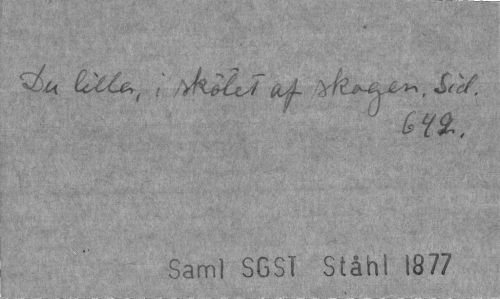 Du lilla, i skötet af skogen. Sid.
642.
Saml SGST Ståhl 1877